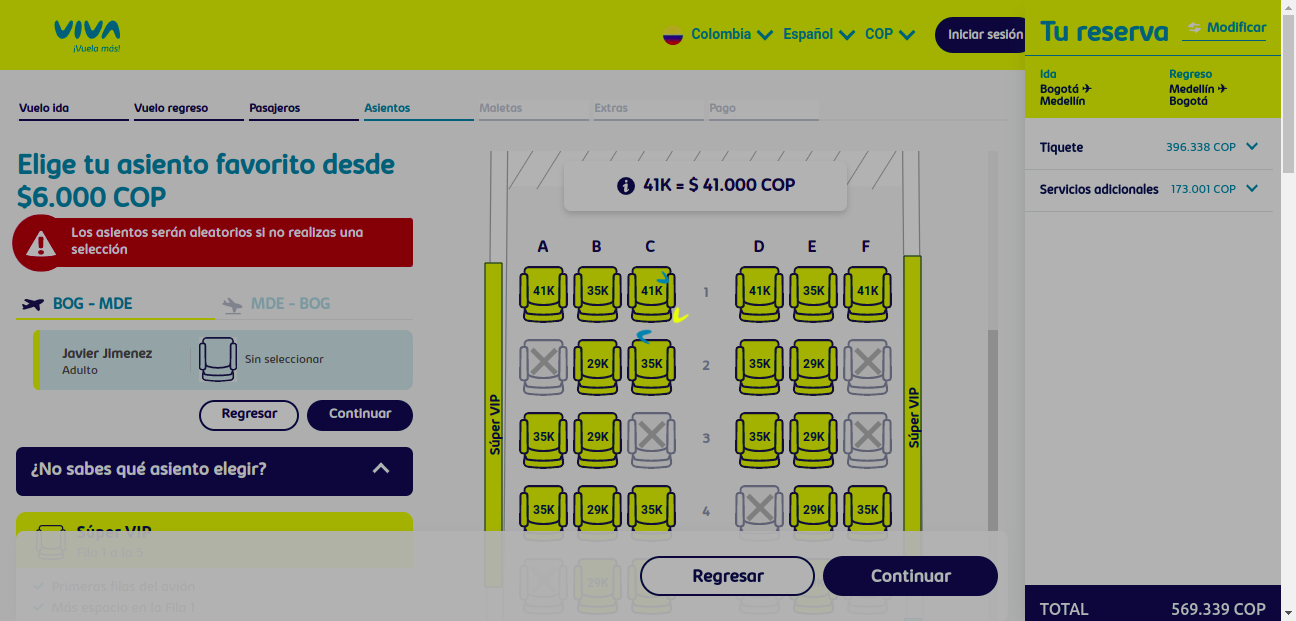 VIVA
¡Vuela más!
Colombia
Español
COP
Iniciar sesión
Tu reserva
Modificar
Ida
Bogotá ✈
Medellín
Regreso
Medellín ✈
Bogotá
Vuelo ida
Vuelo regreso
Pasajeros
Asientos
Maletas
Extras
Pago
Tiquete
396.338 COP
Servicios adicionales
173.001 COP
Elige tu asiento favorito desde
$6.000 COP
Los asientos serán aleatorios si no realizas una
selección
BOG - MDE
MDE - BOG
Javier Jimenez
Adulto
Sin seleccionar
Regresar
Continuar
¿No sabes qué asiento elegir?
Súper VIP
Fila 1 a la 5
Primeras filas del avión
Más espacio en la Fila 1
41K = $ 41.000 COP
A B C D E F
41K 35K 41K 1 41K 35K 41K
29K 35K 2 35K 29K
35K 29K 3 35K 29K
35K 29K 35K 4 29K 35K
29K
Súper VIP
Súper VIP
Regresar
Continuar
TOTAL
569.339 COP